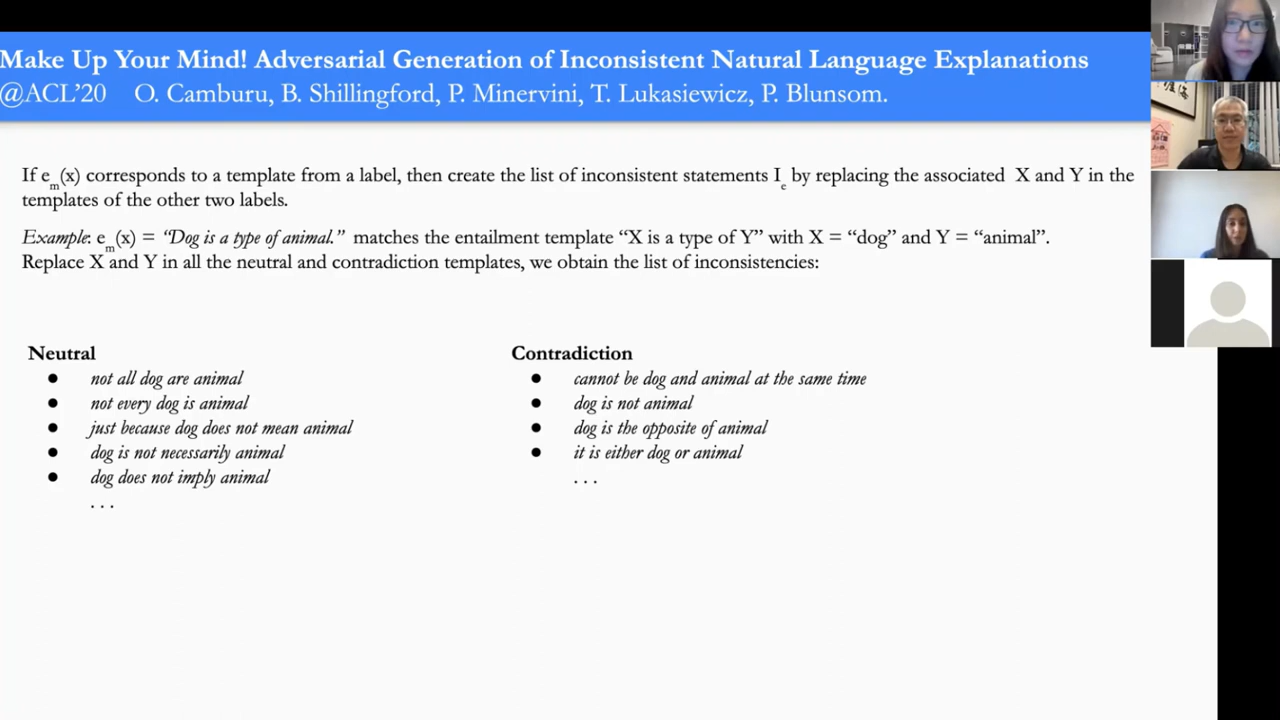 Make Up Your Mind! Adversarial Generation of Inconsistent Natural Language Explanations
@ACL'20 O. Camburu, B. Shillingford, P. Minervini, T. Lukasiewicz, P. Blunsom.
If e_m(x) corresponds to a template from a label, then create the list of inconsistent statements I_e by replacing the associated X and Y in the
templates of the other two labels.
Example: e_m(x) = “Dog is a type of animal.” matches the entailment template “X is a type of Y” with X = “dog” and Y = “animal”.
Replace X and Y in all the neutral and contradiction templates, we obtain the list of inconsistencies:
Neutral
● not all dog are animal
● not every dog is animal
● just because dog does not mean animal
● dog is not necessarily animal
● dog does not imply animal
. . .
Contradiction
● cannot be dog and animal at the same time
● dog is not animal
● dog is the opposite of animal
● it is either dog or animal
. . .